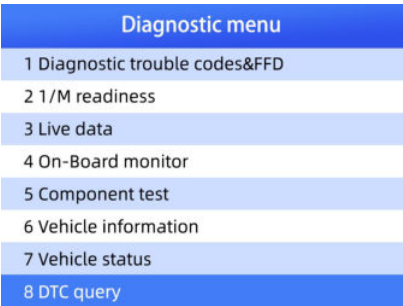 Diagnostic menu
1 Diagnostic trouble codes&FFD
2 1/M readiness
3 Live data
4 On-Board monitor
5 Component test
6 Vehicle information
7 Vehicle status
8 DTC query